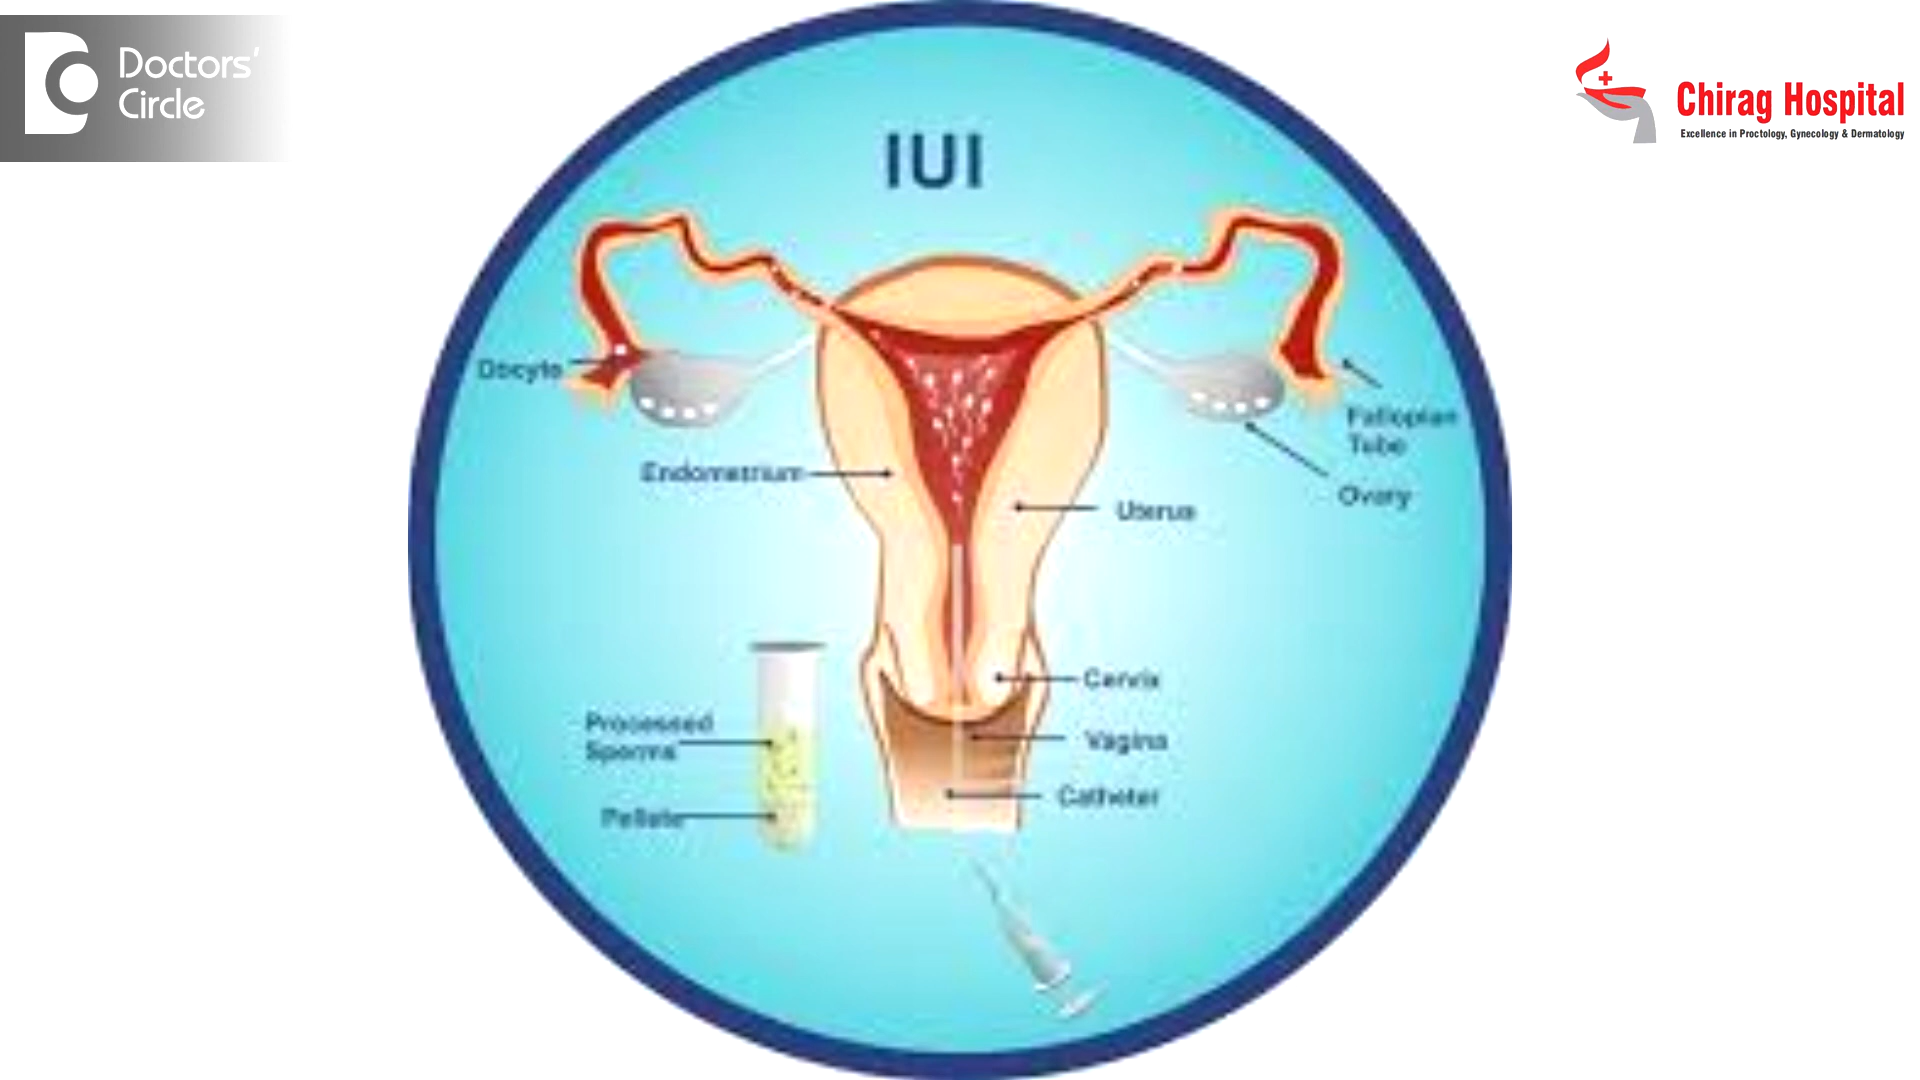 Doctors'
Circle
Chirag Hospital
Excellence in Proctology, Gynecology & Dermatology
IUI
Oocyte
Fallopian
Tube
Endometrium
Ovary
Uterus
Cervix
Processed
Sperms
Vagina
Catheter
Pellate